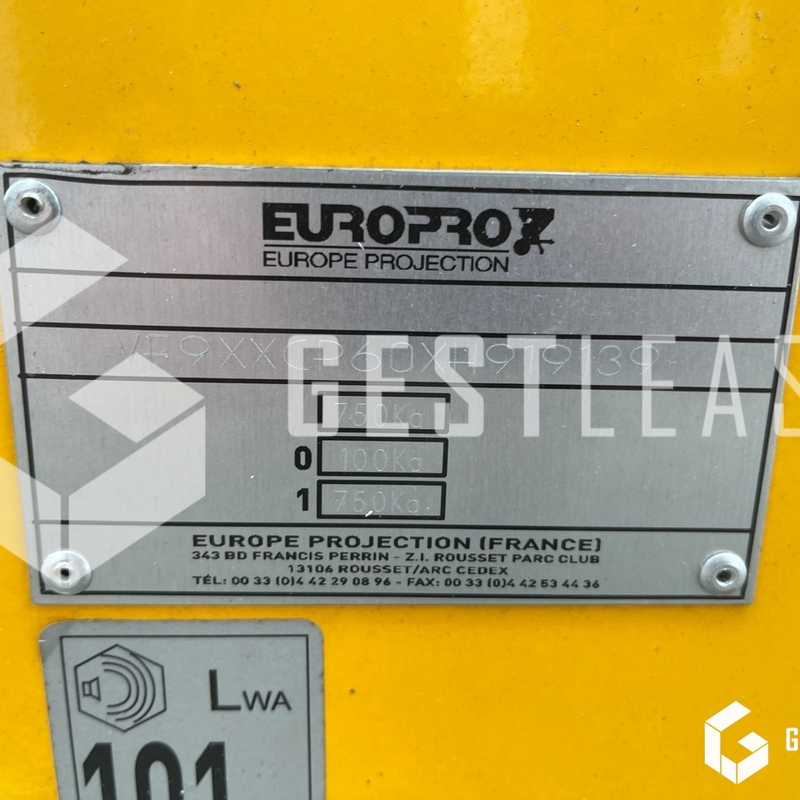 EUROPRO
EUROPE PROJECTION
750Kg
0 100Kg
1 750Kg
EUROPE PROJECTION (FRANCE)
343 BD FRANCIS PERRIN - Z.I. ROUSSET PARC CLUB
13106 ROUSSET/ARC CEDEX
TÉL: 00 33 (0)4 42 29 08 96 - FAX: 00 33 (0)4 42 53 44 36
GESTLEAS
LWA
101
G